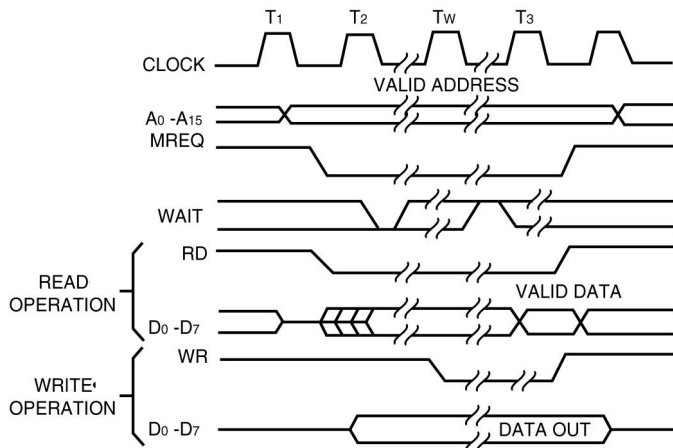 T1 T2 TW T3
CLOCK
VALID ADDRESS
A0 -A15
MREQ
WAIT
RD
READ
OPERATION
VALID DATA
D0 -D7
WR
WRITE
OPERATION
D0 -D7
DATA OUT